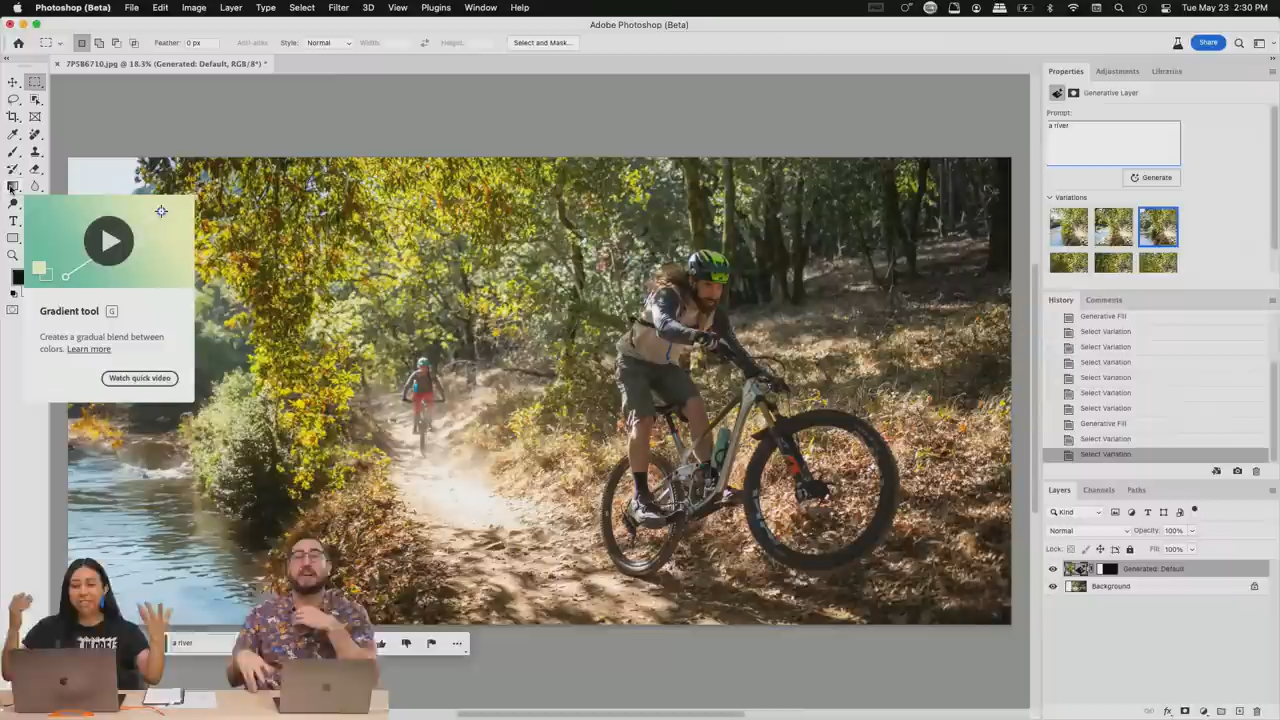 Photoshop (Beta) File Edit Image Layer Type Select Filter 3D View Plugins Window Help Tue May 23 2:30 PM
Adobe Photoshop (Beta)
Feather: 0 px Anti-alias Style: Normal Width: Height: Select and Mask... Share
7P5B6710.jpg @ 18.3% (Generated: Default, RGB/8*) *
Properties Adjustments Libraries
Generative Layer
Prompt:
a river
Generate
Variations
Gradient tool G
Creates a gradual blend between
colors. Learn more
Watch quick video
History Comments
Generative Fill
Select Variation
Select Variation
Select Variation
Select Variation
Select Variation
Select Variation
Generative Fill
Select Variation
Select Variation
Layers Channels Paths
Kind
Normal Opacity: 100%
Lock: Fill: 100%
Generated: Default
Background
a river